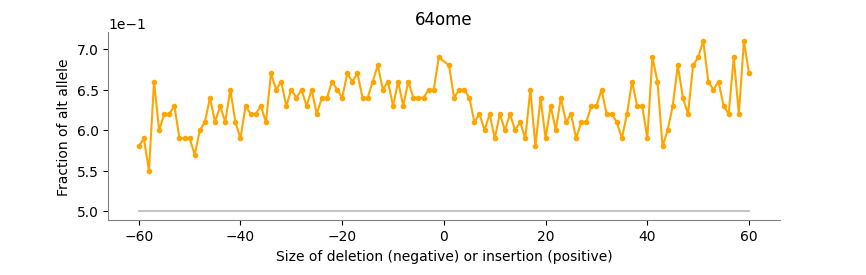 64ome
1e−1
7.0
6.5
6.0
5.5
5.0
Fraction of alt allele
−60 −40 −20 0 20 40 60
Size of deletion (negative) or insertion (positive)